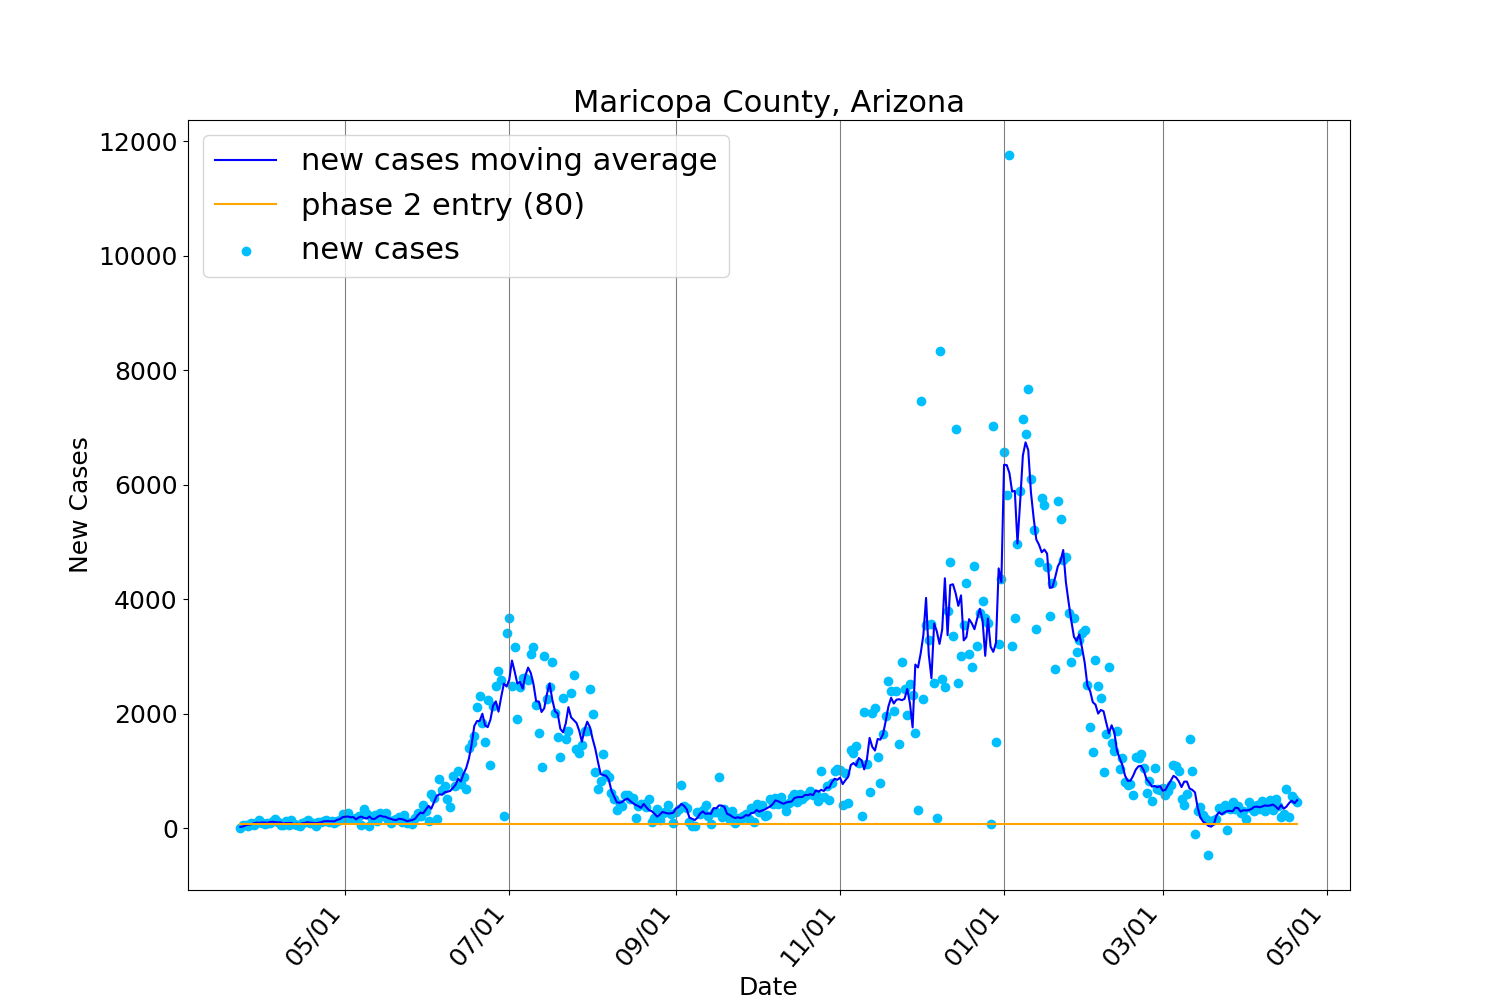 Maricopa County, Arizona
new cases moving average
phase 2 entry (80)
new cases
12000
10000
8000
6000
4000
2000
0
New Cases
05/01
07/01
09/01
11/01
01/01
03/01
05/01
Date